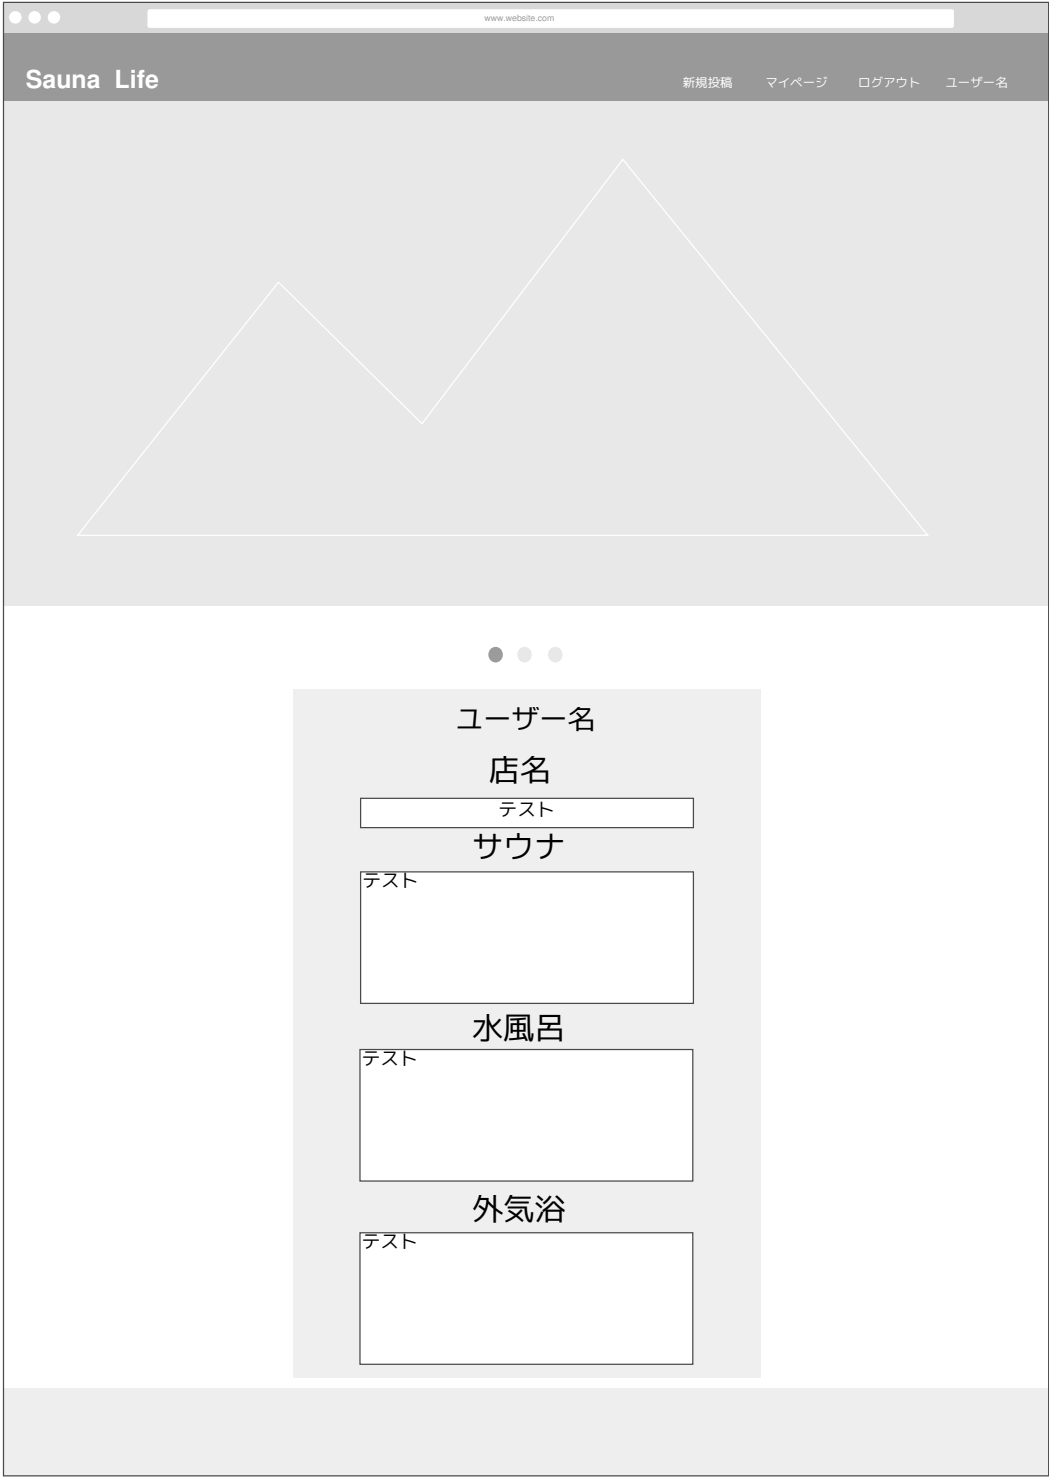 www.website.com
Sauna Life
新規投稿 マイページ ログアウト ユーザー名
ユーザー名
店名
テスト
サウナ
テスト
水風呂
テスト
外気浴
テスト